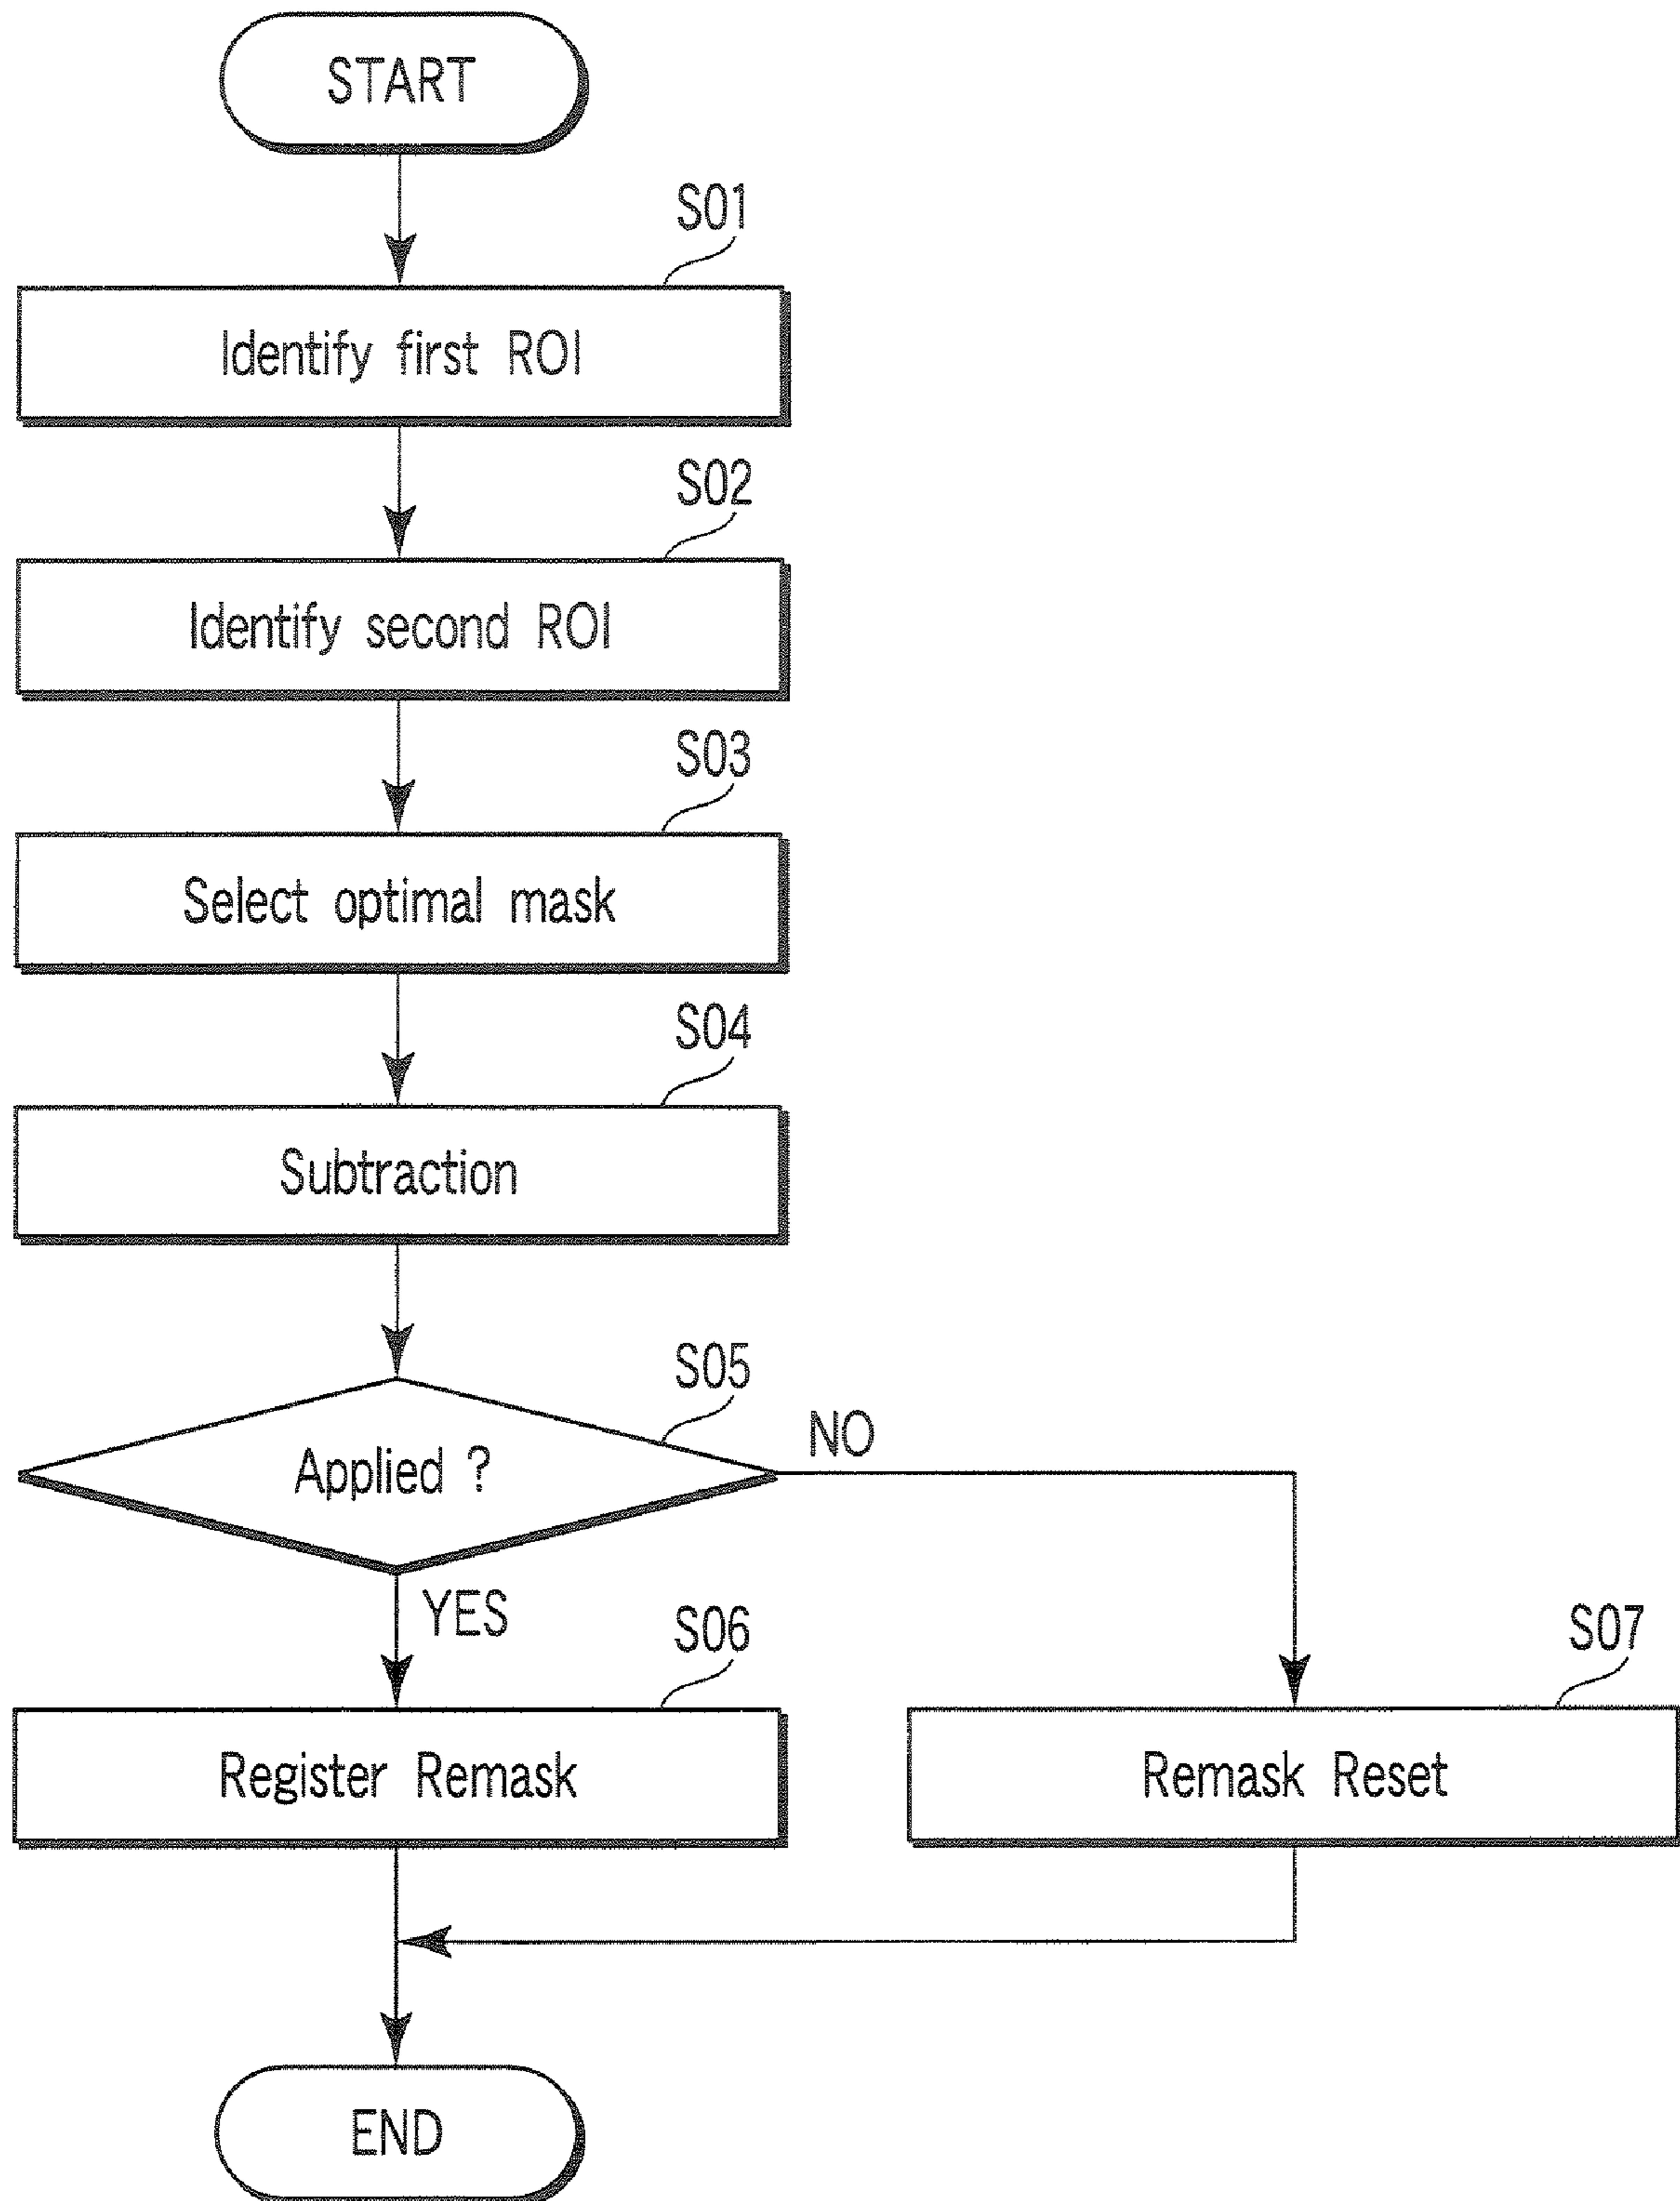 START
S01
Identify first ROI
S02
Identify second ROI
S03
Select optimal mask
S04
Subtraction
S05
Applied ?
NO
YES
S06
Register Remask
S07
Remask Reset
END